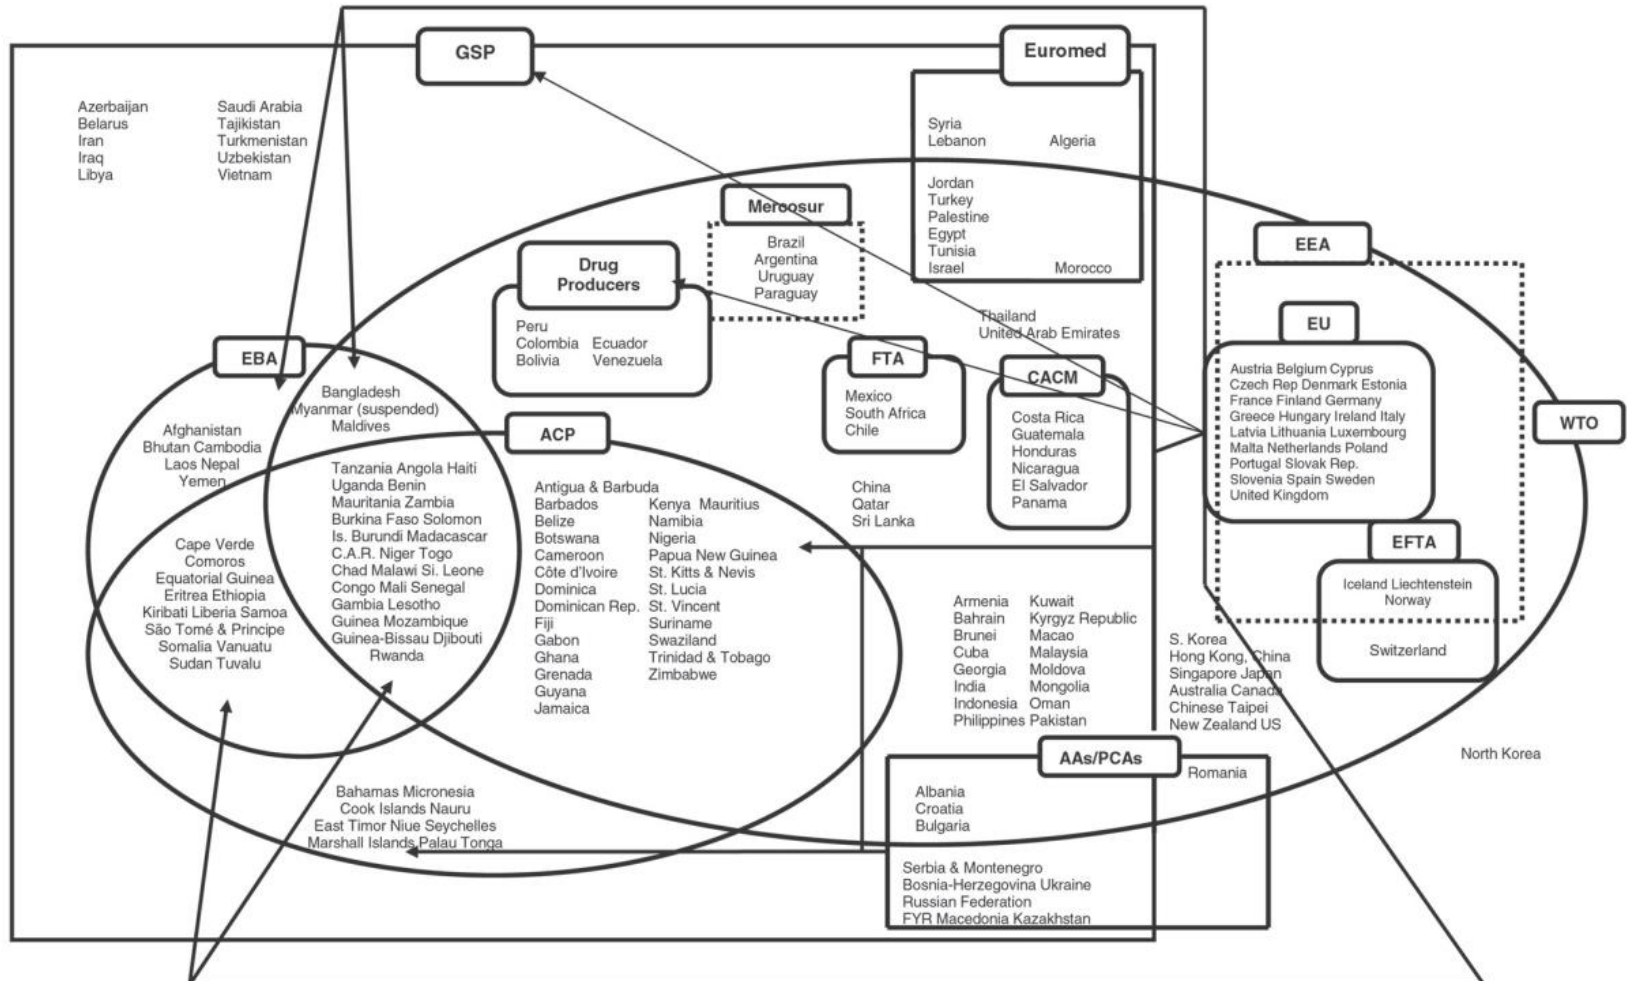 GSP
Euromed
Azerbaijan
Belarus
Iran
Iraq
Libya
Saudi Arabia
Tajikistan
Turkmenistan
Uzbekistan
Vietnam
Syria
Lebanon
Algeria
Jordan
Turkey
Palestine
Egypt
Tunisia
Israel
Morocco
Mercosur
Brazil
Argentina
Uruguay
Paraguay
Drug
Producers
Peru
Colombia Ecuador
Bolivia Venezuela
Thailand
United Arab Emirates
EEA
EU
Austria Belgium Cyprus
Czech Rep Denmark Estonia
France Finland Germany
Greece Hungary Ireland Italy
Latvia Lithuania Luxembourg
Malta Netherlands Poland
Portugal Slovak Rep.
Slovenia Spain Sweden
United Kingdom
WTO
EFTA
Iceland Liechtenstein
Norway
Switzerland
FTA
Mexico
South Africa
Chile
CACM
Costa Rica
Guatemala
Honduras
Nicaragua
El Salvador
Panama
EBA
Bangladesh
Myanmar (suspended)
Maldives
Afghanistan
Bhutan Cambodia
Laos Nepal
Yemen
ACP
Tanzania Angola Haiti
Uganda Benin
Mauritania Zambia
Burkina Faso Solomon
Is. Burundi Madacascar
C.A.R. Niger Togo
Chad Malawi Si. Leone
Congo Mali Senegal
Gambia Lesotho
Guinea Mozambique
Guinea-Bissau Djibouti
Rwanda
Cape Verde
Comoros
Equatorial Guinea
Eritrea Ethiopia
Kiribati Liberia Samoa
São Tomé & Principe
Somalia Vanuatu
Sudan Tuvalu
Antigua & Barbuda
Barbados
Belize
Botswana
Cameroon
Côte d'Ivoire
Dominica
Dominican Rep.
Fiji
Gabon
Ghana
Grenada
Guyana
Jamaica
Kenya Mauritius
Namibia
Nigeria
Papua New Guinea
St. Kitts & Nevis
St. Lucia
St. Vincent
Suriname
Swaziland
Trinidad & Tobago
Zimbabwe
China
Qatar
Sri Lanka
Armenia
Bahrain
Brunei
Cuba
Georgia
India
Indonesia
Philippines
Kuwait
Kyrgyz Republic
Macao
Malaysia
Moldova
Mongolia
Oman
Pakistan
S. Korea
Hong Kong, China
Singapore Japan
Australia Canada
Chinese Taipei
New Zealand US
North Korea
AAs/PCAs
Romania
Albania
Croatia
Bulgaria
Serbia & Montenegro
Bosnia-Herzegovina Ukraine
Russian Federation
FYR Macedonia Kazakhstan
Bahamas Micronesia
Cook Islands Nauru
East Timor Niue Seychelles
Marshall Islands Palau Tonga